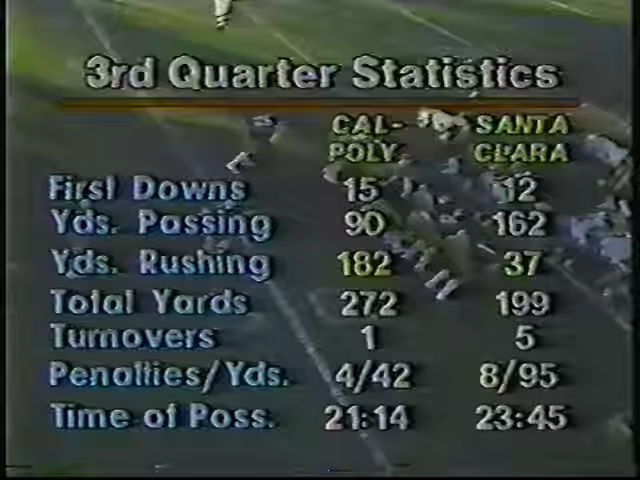 3rd Quarter Statistics
CAL- SANTA
POLY CLARA
First Downs 15 12
Yds. Passing 90 162
Yds. Rushing 182 37
Total Yards 272 199
Turnovers 1 5
Penalties/Yds. 4/42 8/95
Time of Poss. 21:14 23:45